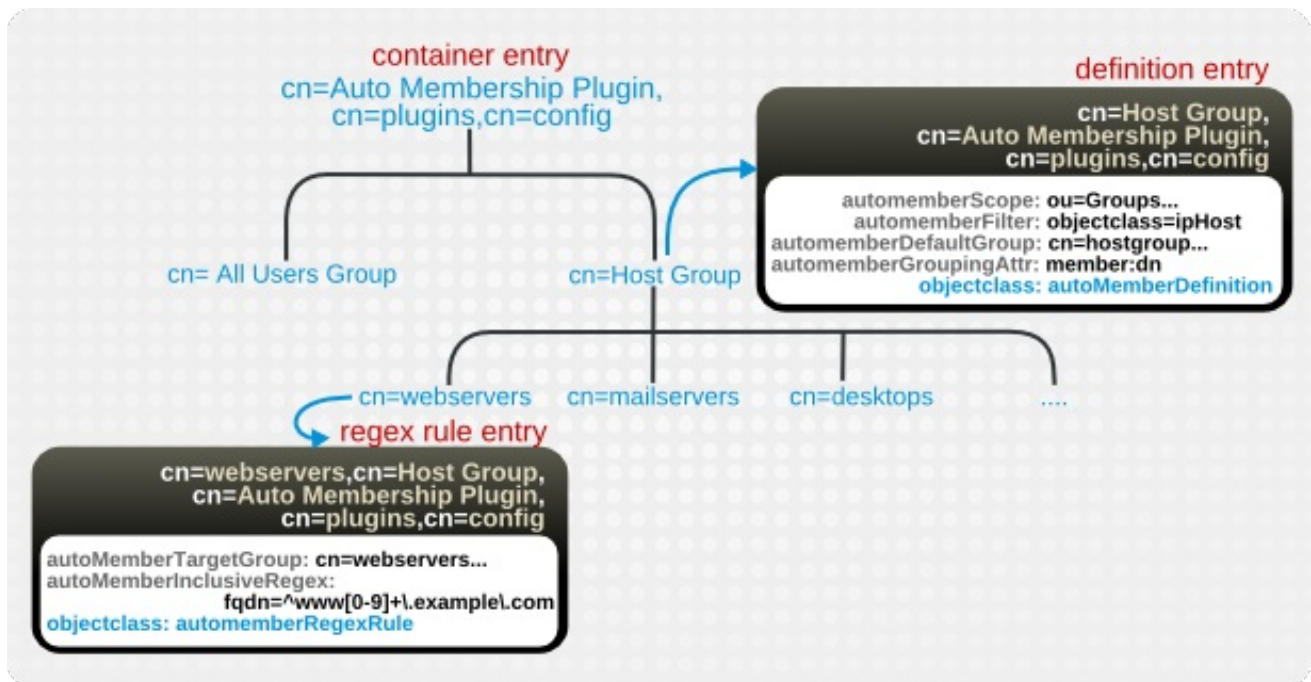 container entry
cn=Auto Membership Plugin,
cn=plugins,cn=config
definition entry
cn=Host Group,
cn=Auto Membership Plugin,
cn=plugins,cn=config
automemberScope: ou=Groups...
automemberFilter: objectclass=ipHost
automemberDefaultGroup: cn=hostgroup...
automemberGroupingAttr: member:dn
objectclass: autoMemberDefinition
cn= All Users Group
cn=Host Group
cn=webservers
cn=mailservers
cn=desktops
....
regex rule entry
cn=webservers,cn=Host Group,
cn=Auto Membership Plugin,
cn=plugins,cn=config
autoMemberTargetGroup: cn=webservers...
autoMemberInclusiveRegex:
fqdn=^www[0-9]+\.example\.com
objectclass: automemberRegexRule